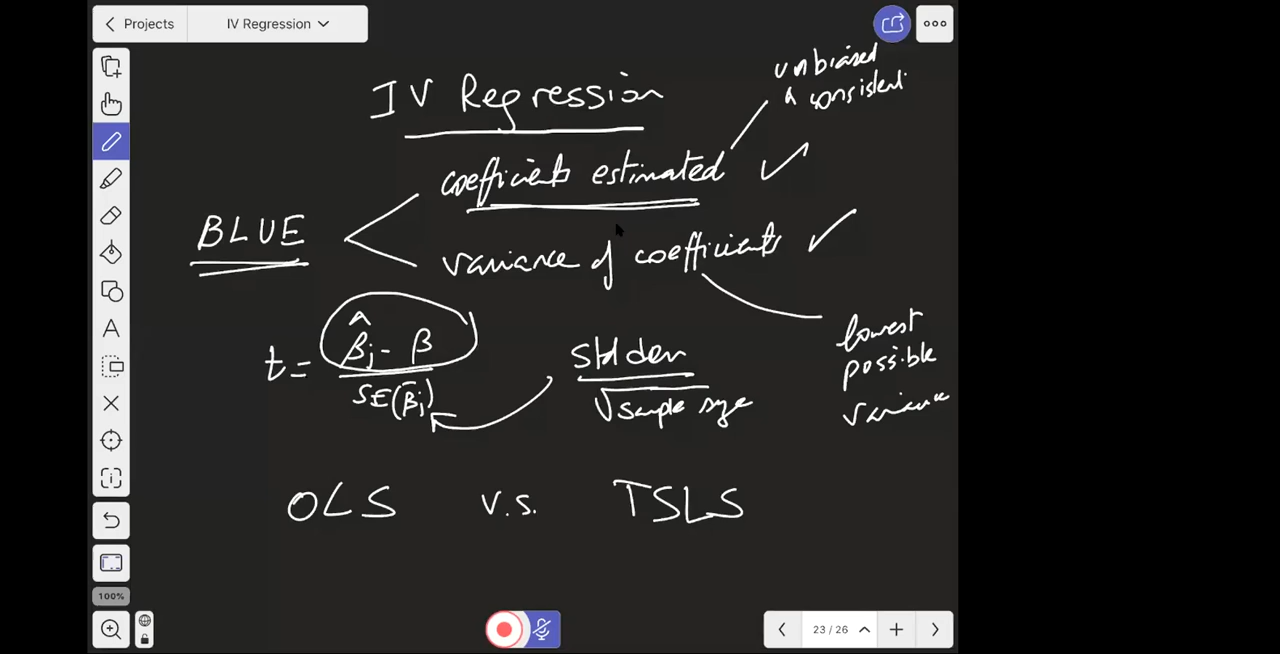 Projects
IV Regression
IV Regression
unbiased
& consistent
coefficients estimated ✓
BLUE
variance of coefficients ✓
lowest
possible
variance
t = β̂j - β / SE(β̂j)
std dev / √sample size
OLS v.s. TSLS
A
100%
23 / 26